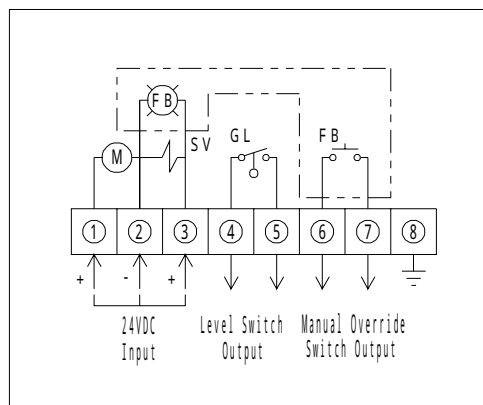 FB
SV
GL
FB
M
1 2 3 4 5 6 7 8
+ - +
24VDC
Input
Level Switch
Output
Manual Override
Switch Output